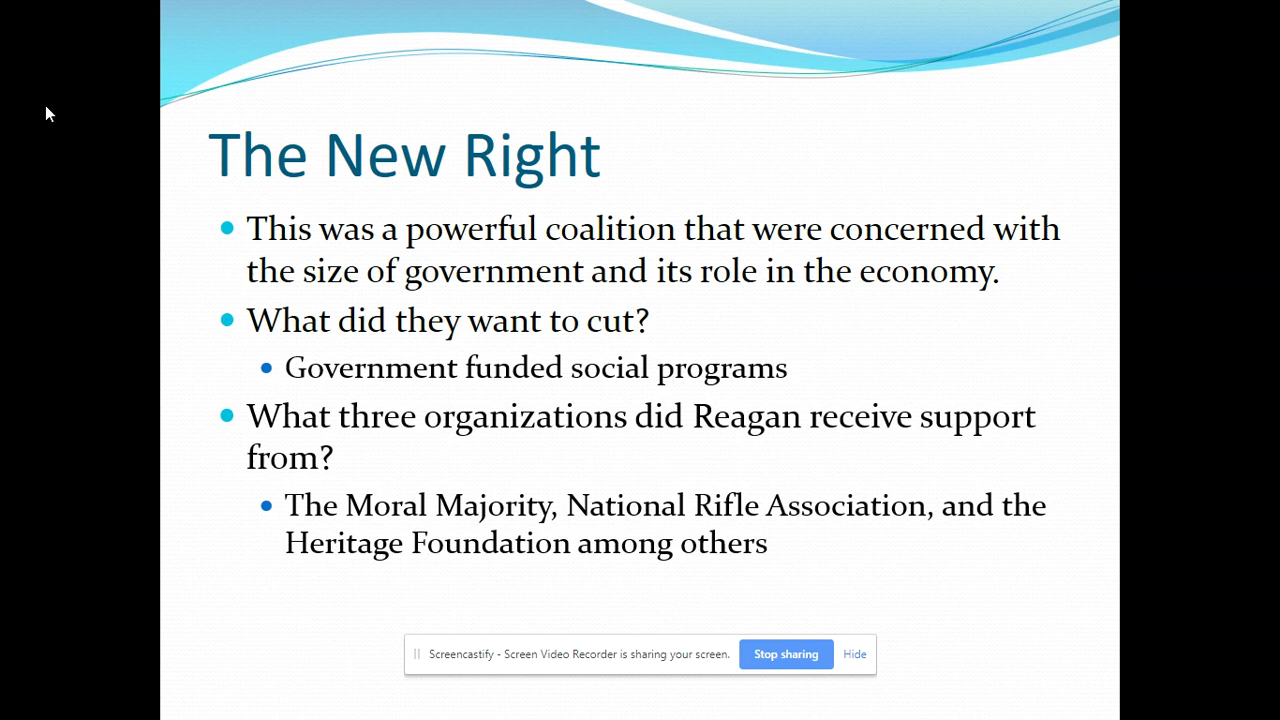 The New Right
This was a powerful coalition that were concerned with
the size of government and its role in the economy.
What did they want to cut?
Government funded social programs
What three organizations did Reagan receive support
from?
The Moral Majority, National Rifle Association, and the
Heritage Foundation among others
Screencastify - Screen Video Recorder is sharing your screen. Stop sharing Hide